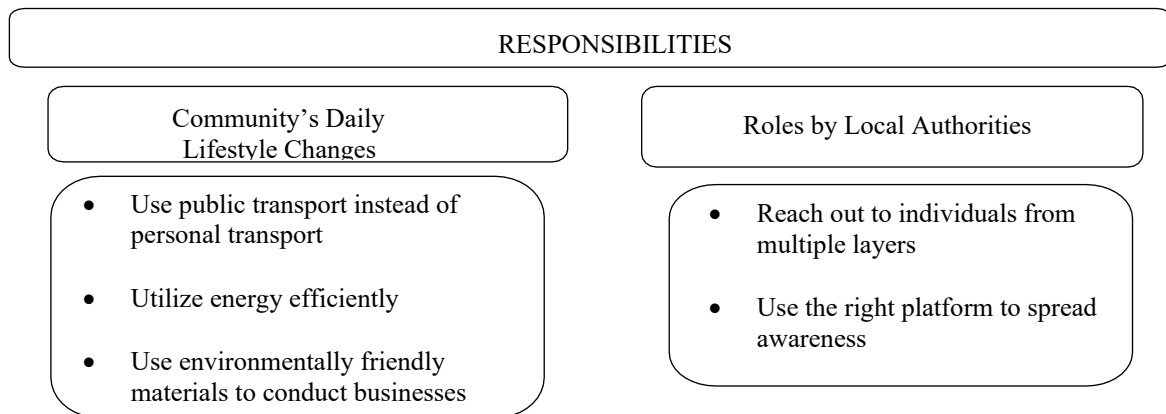 RESPONSIBILITIES
Community’s Daily
Lifestyle Changes
• Use public transport instead of
personal transport
• Utilize energy efficiently
• Use environmentally friendly
materials to conduct businesses
Roles by Local Authorities
• Reach out to individuals from
multiple layers
• Use the right platform to spread
awareness